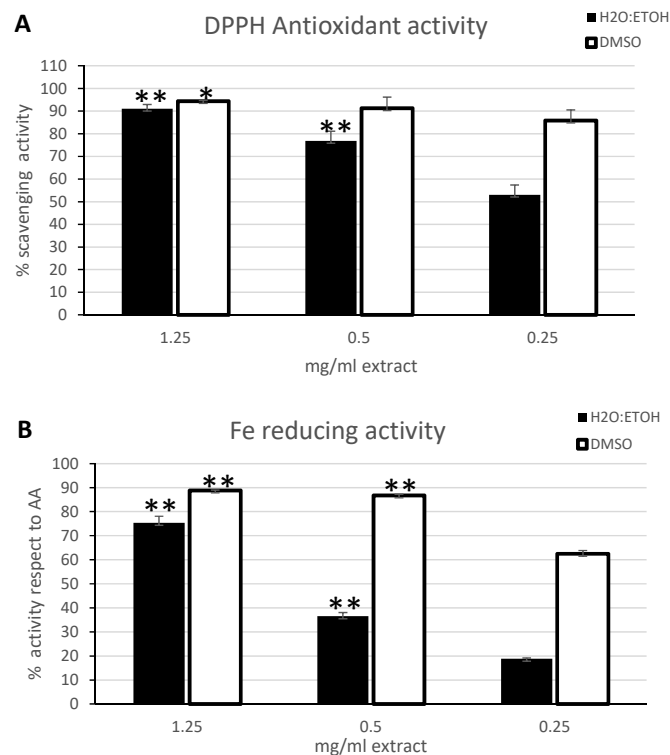 A
DPPH Antioxidant activity
H2O:ETOH
DMSO
110
100
90
80
70
60
50
40
30
20
10
0
% scavenging activity
** * **
1.25 0.5 0.25
mg/ml extract
B
Fe reducing activity
H2O:ETOH
DMSO
100
90
80
70
60
50
40
30
20
10
0
% activity respect to AA
** ** ** **
1.25 0.5 0.25
mg/ml extract